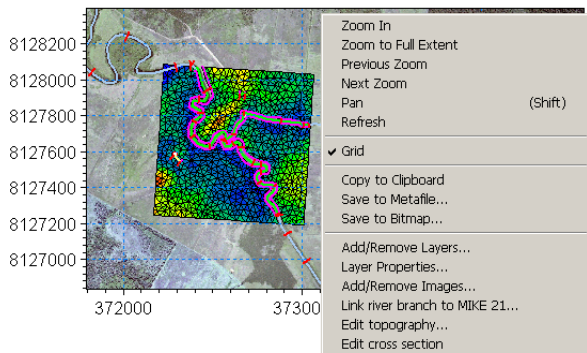 8128200
8128000
8127800
8127600
8127400
8127200
8127000
372000
37300
Zoom In
Zoom to Full Extent
Previous Zoom
Next Zoom
Pan (Shift)
Refresh
Grid
Copy to Clipboard
Save to Metafile...
Save to Bitmap...
Add/Remove Layers...
Layer Properties...
Add/Remove Images...
Link river branch to MIKE 21...
Edit topography...
Edit cross section